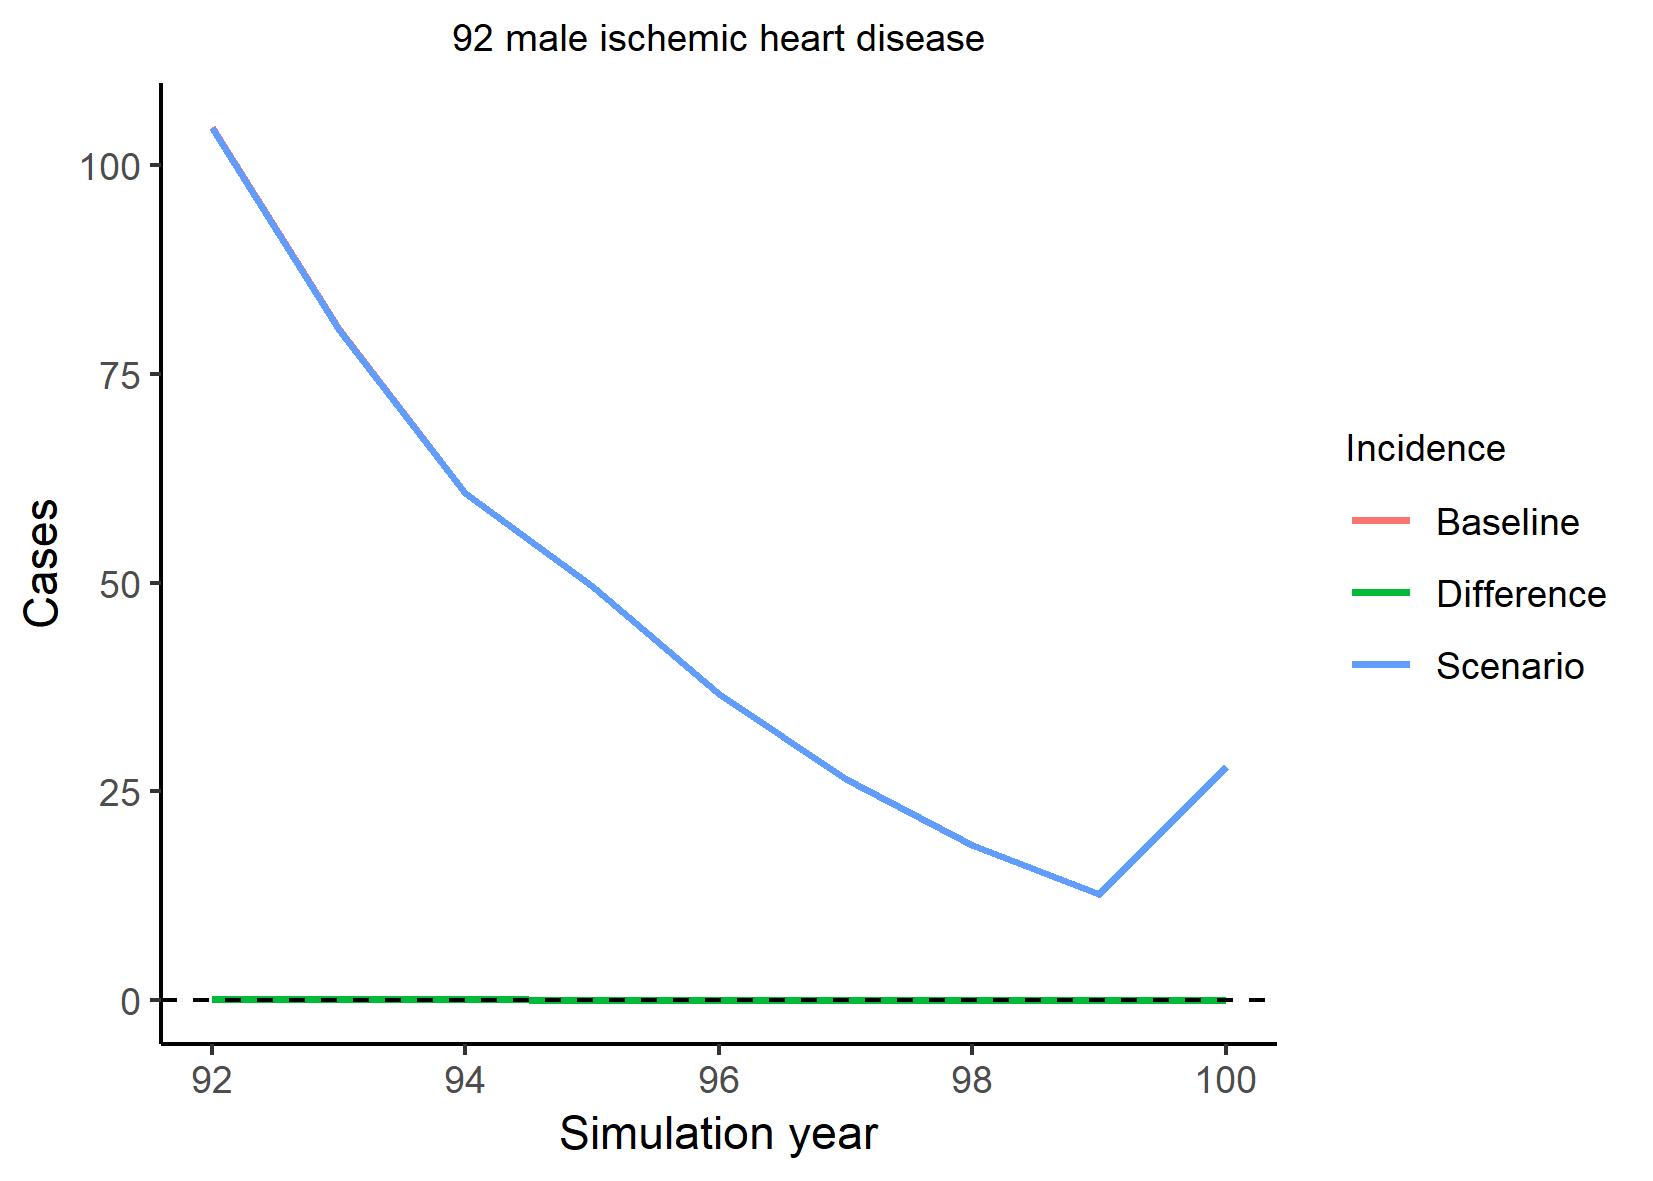 92 male ischemic heart disease
100
75
50
25
0
Cases
92 94 96 98 100
Simulation year
Incidence
Baseline
Difference
Scenario